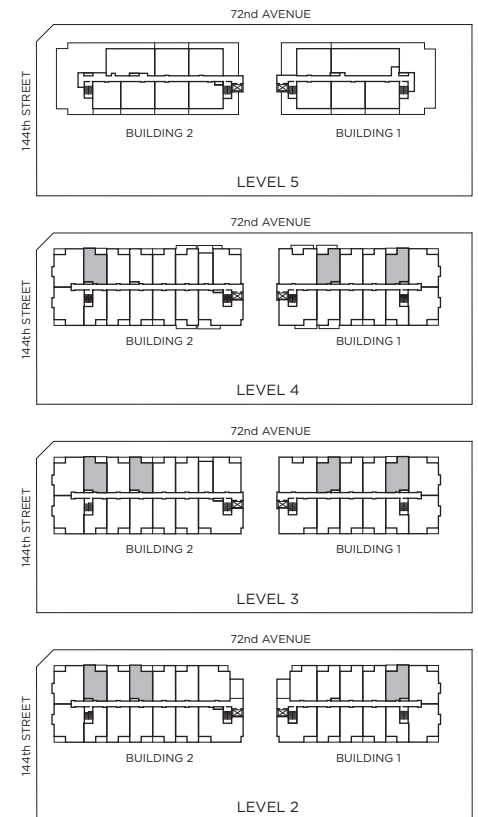 72nd AVENUE
144th STREET
BUILDING 2
BUILDING 1
LEVEL 5
72nd AVENUE
144th STREET
BUILDING 2
BUILDING 1
LEVEL 4
72nd AVENUE
144th STREET
BUILDING 2
BUILDING 1
LEVEL 3
72nd AVENUE
144th STREET
BUILDING 2
BUILDING 1
LEVEL 2